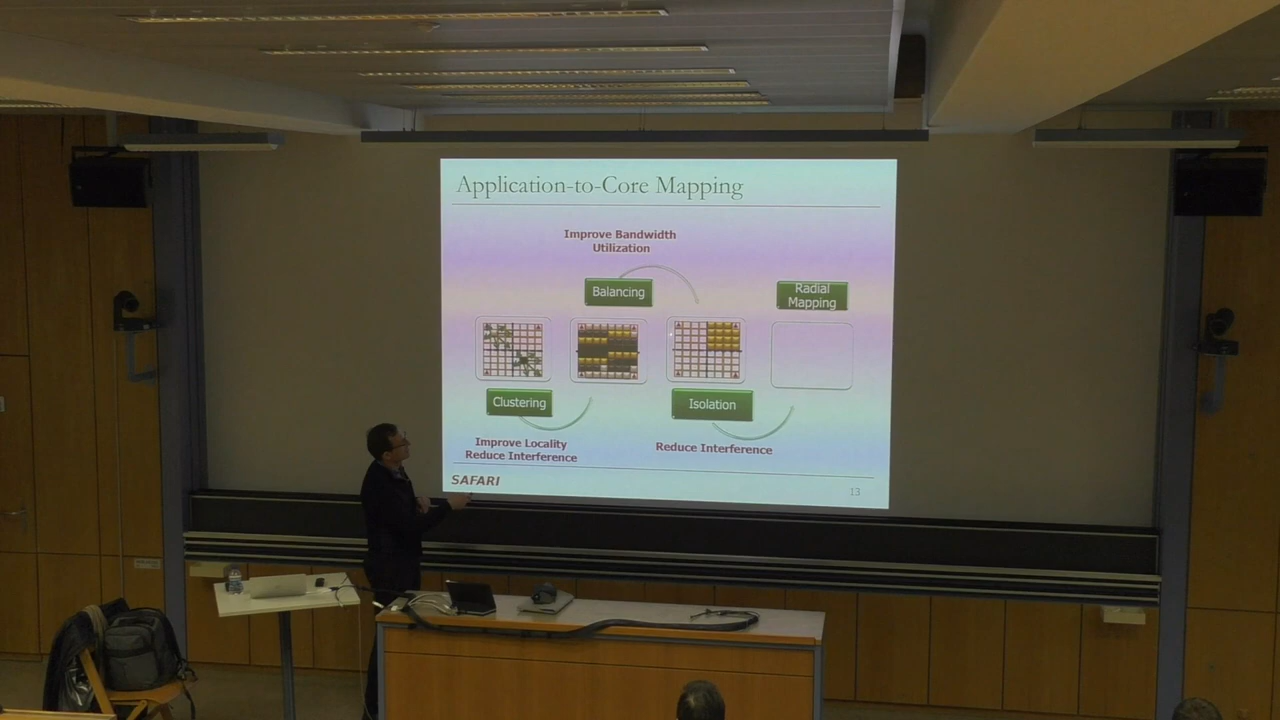 Application-to-Core Mapping
Improve Bandwidth
Utilization
Balancing
Radial
Mapping
Clustering
Isolation
Improve Locality
Reduce Interference
Reduce Interference
SAFARI
13